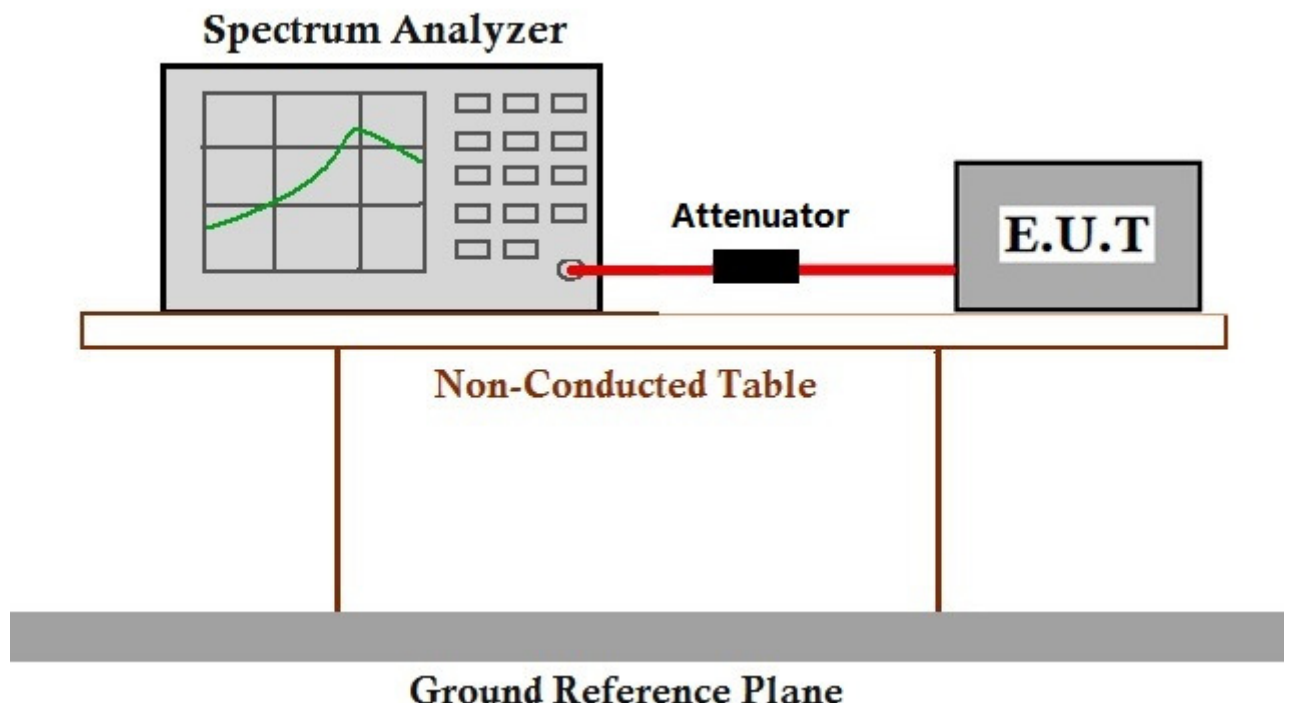 Spectrum Analyzer
Attenuator
E.U.T
Non-Conducted Table
Ground Reference Plane